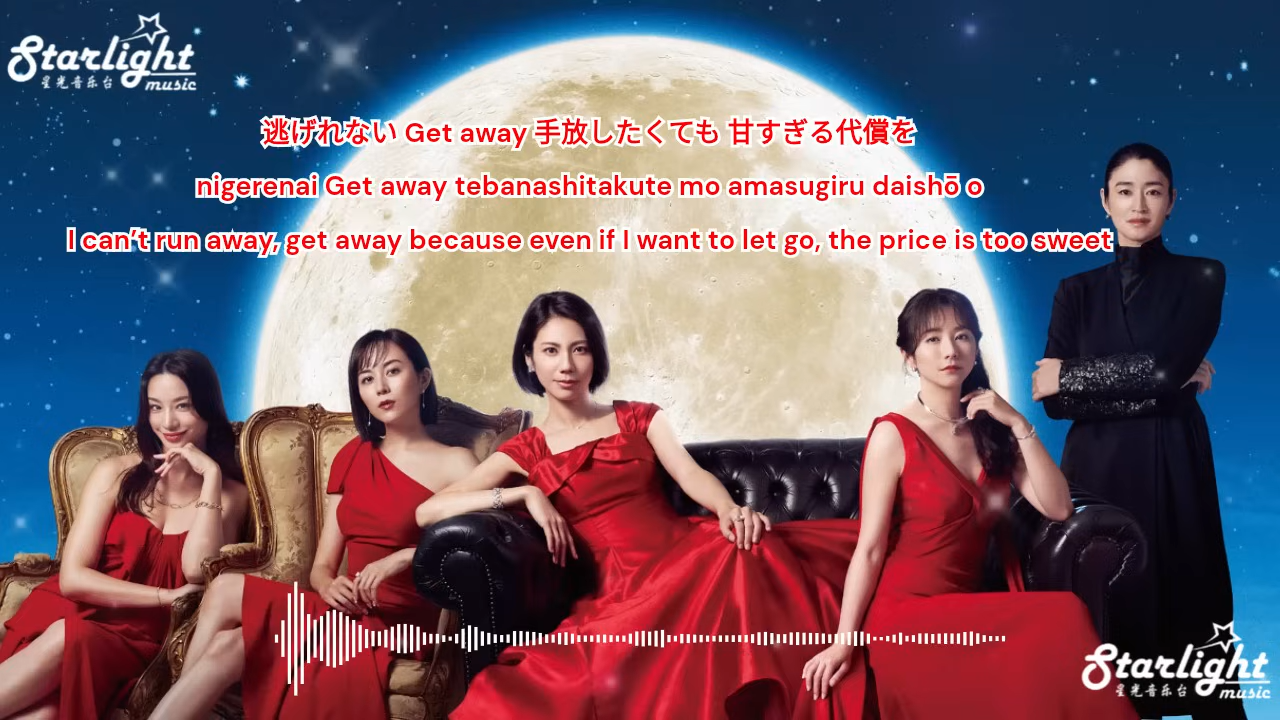 Starlight
星光音乐台 music
逃げれない Get away 手放したくても 甘すぎる代償を
nigerenai Get away tebanashitakute mo amasugiru daishō o
I can't run away, get away because even if I want to let go, the price is too sweet
Starlight
星光音乐台 music